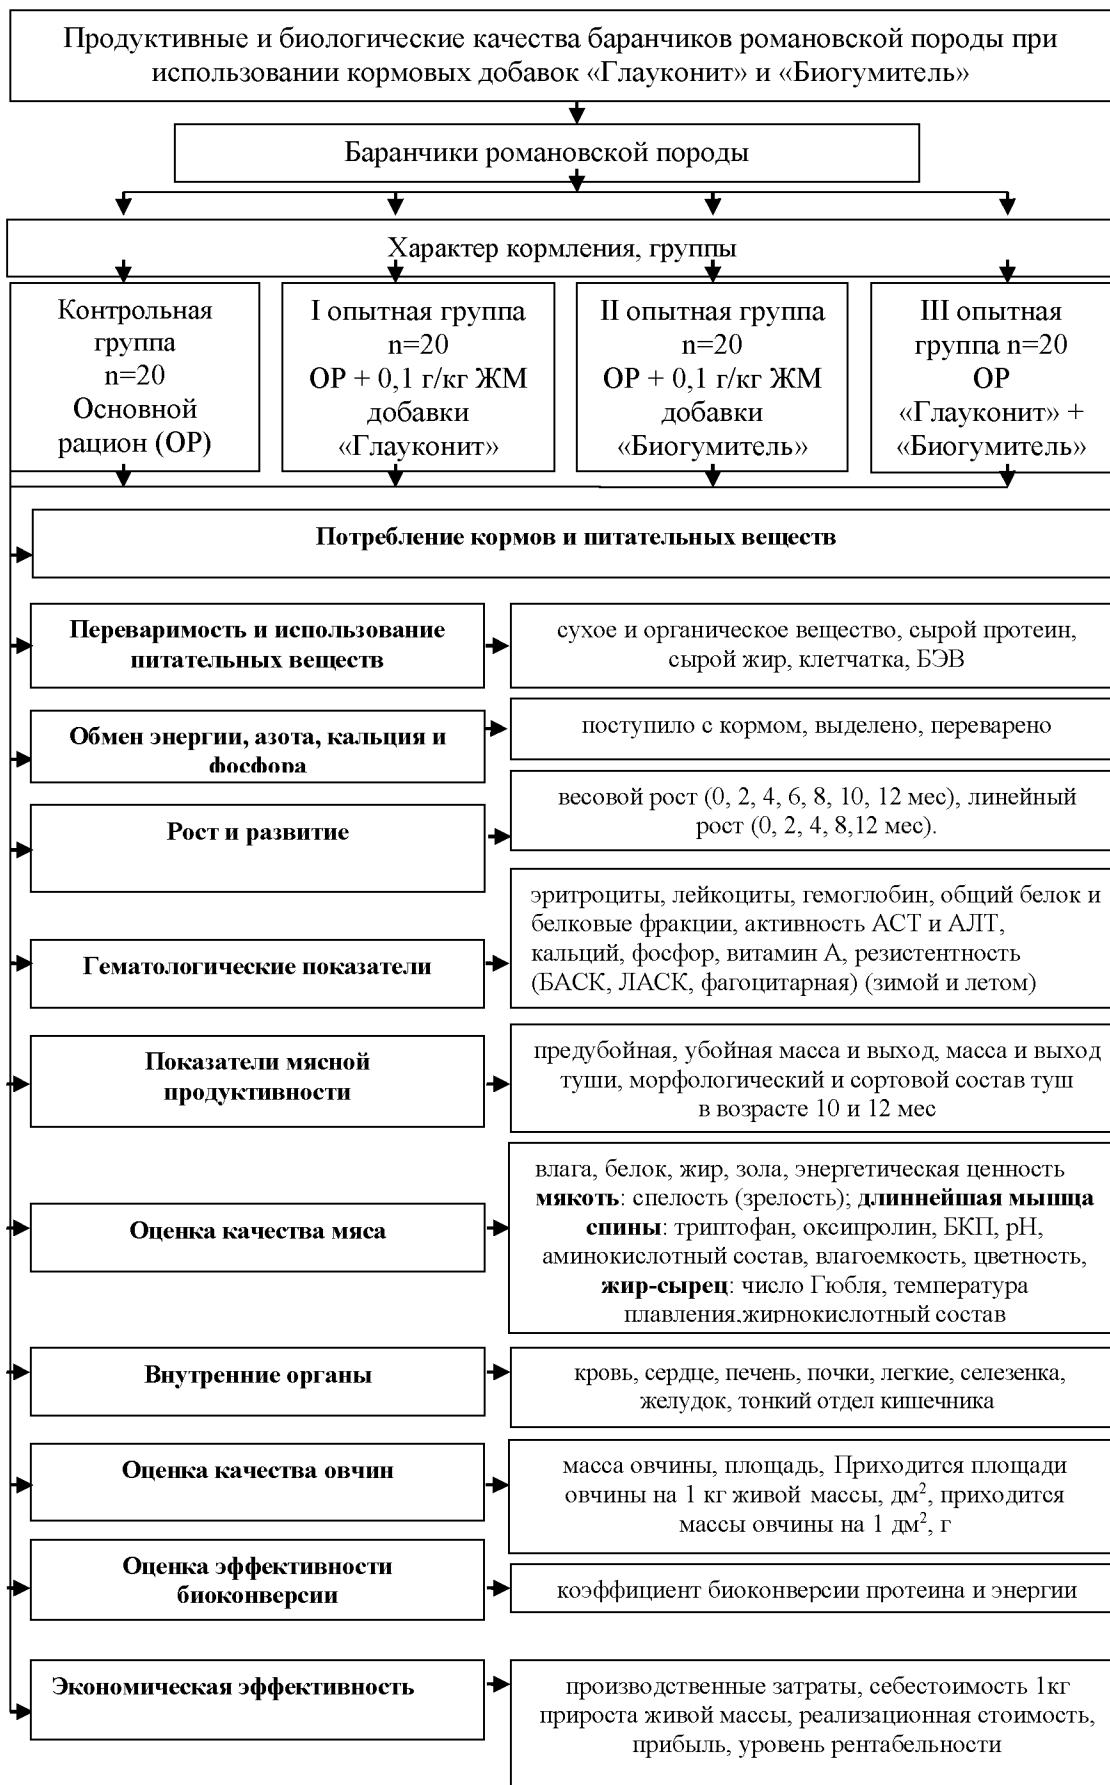 Продуктивные и биологические качества баранчиков романовской породы при
использовании кормовых добавок «Глауконит» и «Биогумитель»
Баранчики романовской породы
Характер кормления, группы
Контрольная
группа
n=20
Основной
рацион (ОР)
I опытная группа
n=20
ОР + 0,1 г/кг ЖМ
добавки
«Глауконит»
II опытная группа
n=20
ОР + 0,1 г/кг ЖМ
добавки
«Биогумитель»
III опытная
группа n=20
ОР
«Глауконит» +
«Биогумитель»
Потребление кормов и питательных веществ
Переваримость и использование
питательных веществ
сухое и органическое вещество, сырой протеин,
сырой жир, клетчатка, БЭВ
Обмен энергии, азота, кальция и
фосфора
поступило с кормом, выделено, переварено
Рост и развитие
весовой рост (0, 2, 4, 6, 8, 10, 12 мес), линейный
рост (0, 2, 4, 8,12 мес).
Гематологические показатели
эритроциты, лейкоциты, гемоглобин, общий белок и
белковые фракции, активность АСТ и АЛТ,
кальций, фосфор, витамин А, резистентность
(БАСК, ЛАСК, фагоцитарная) (зимой и летом)
Показатели мясной
продуктивности
предубойная, убойная масса и выход, масса и выход
туши, морфологический и сортовой состав туш
в возрасте 10 и 12 мес
Оценка качества мяса
влага, белок, жир, зола, энергетическая ценность
мякоть: спелость (зрелость); длиннейшая мышца
спины: триптофан, оксипролин, БКП, рН,
аминокислотный состав, влагоемкость, цветность,
жир-сырец: число Гюбля, температура
плавления,жирнокислотный состав
Внутренние органы
кровь, сердце, печень, почки, легкие, селезенка,
желудок, тонкий отдел кишечника
Оценка качества овчин
масса овчины, площадь, Приходится площади
овчины на 1 кг живой массы, дм², приходится
массы овчины на 1 дм², г
Оценка эффективности
биоконверсии
коэффициент биоконверсии протеина и энергии
Экономическая эффективность
производственные затраты, себестоимость 1кг
прироста живой массы, реализационная стоимость,
прибыль, уровень рентабельности